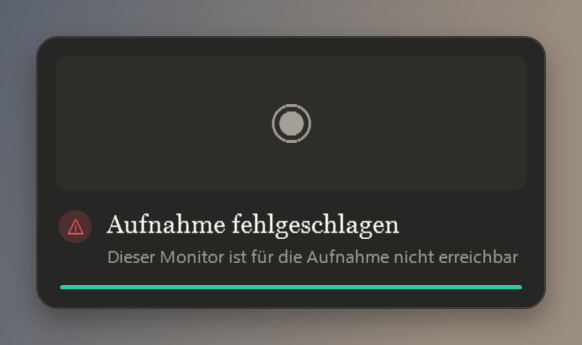 Aufnahme fehlgeschlagen
Dieser Monitor ist für die Aufnahme nicht erreichbar